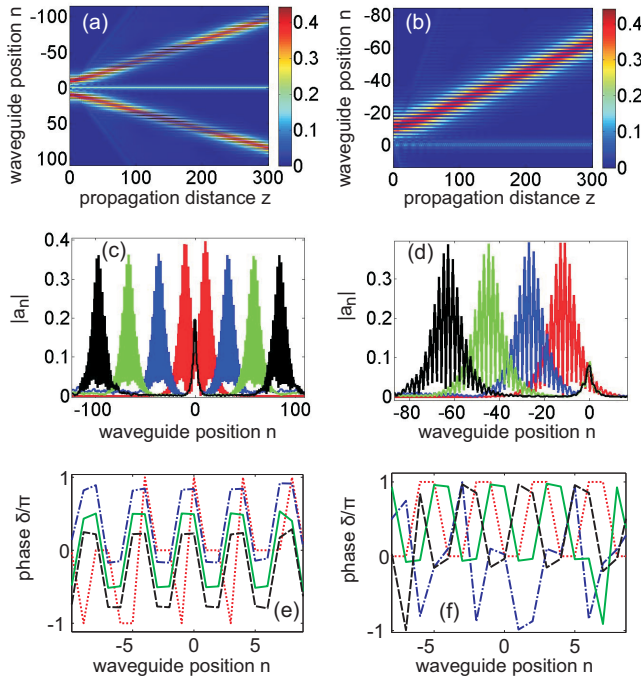 (a)
waveguide position n
-100
-50
0
50
100
0 100 200 300
propagation distance z
0.4
0.3
0.2
0.1
0
(b)
waveguide position n
-80
-60
-40
-20
0
0 100 200 300
propagation distance z
0.4
0.3
0.2
0.1
0
(c)
|aₙ|
0.4
0.3
0.2
0.1
0
-100 0 100
waveguide position n
(d)
|aₙ|
0.4
0.3
0.2
0.1
0
-80 -60 -40 -20 0
waveguide position n
(e)
phase δ/π
1
0
-1
-5 0 5
waveguide position n
(f)
phase δ/π
1
0
-1
-5 0 5
waveguide position n